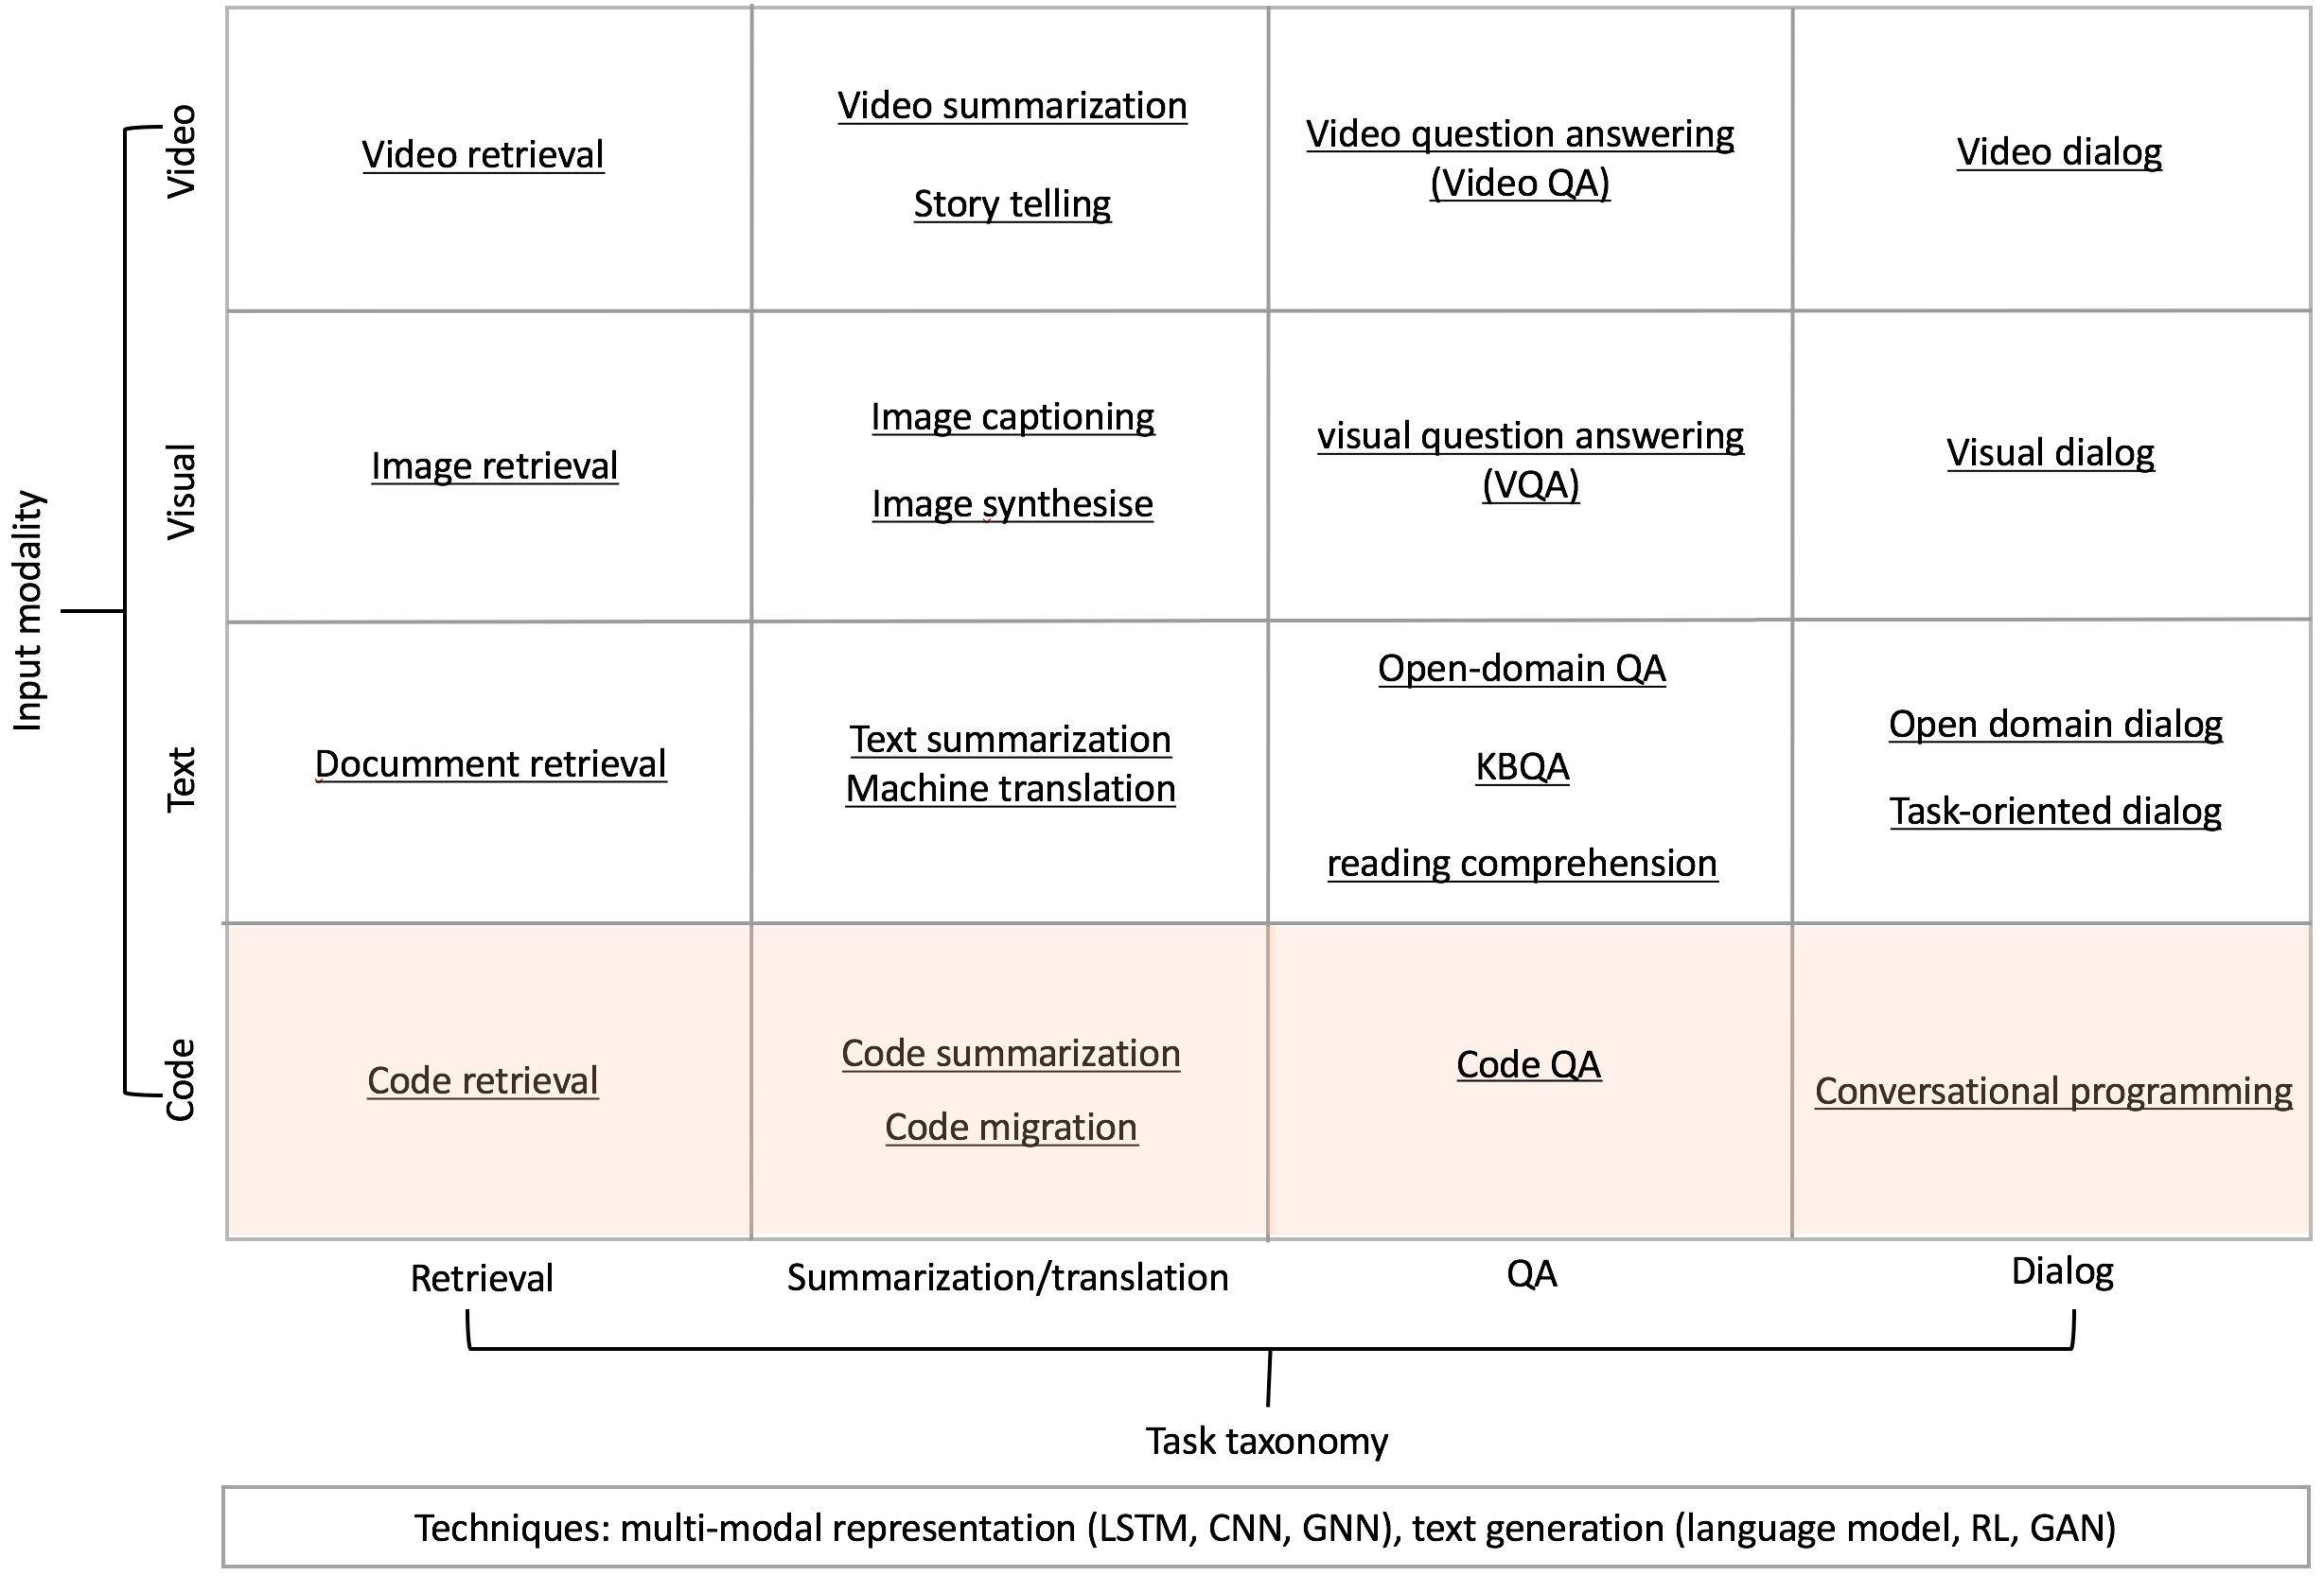 Input modality
Video
Video retrieval
Video summarization
Story telling
Video question answering
(Video QA)
Video dialog
Visual
Image retrieval
Image captioning
Image synthesise
visual question answering
(VQA)
Visual dialog
Text
Documment retrieval
Text summarization
Machine translation
Open-domain QA
KBQA
reading comprehension
Open domain dialog
Task-oriented dialog
Code
Code retrieval
Code summarization
Code migration
Code QA
Conversational programming
Retrieval
Summarization/translation
QA
Dialog
Task taxonomy
Techniques: multi-modal representation (LSTM, CNN, GNN), text generation (language model, RL, GAN)